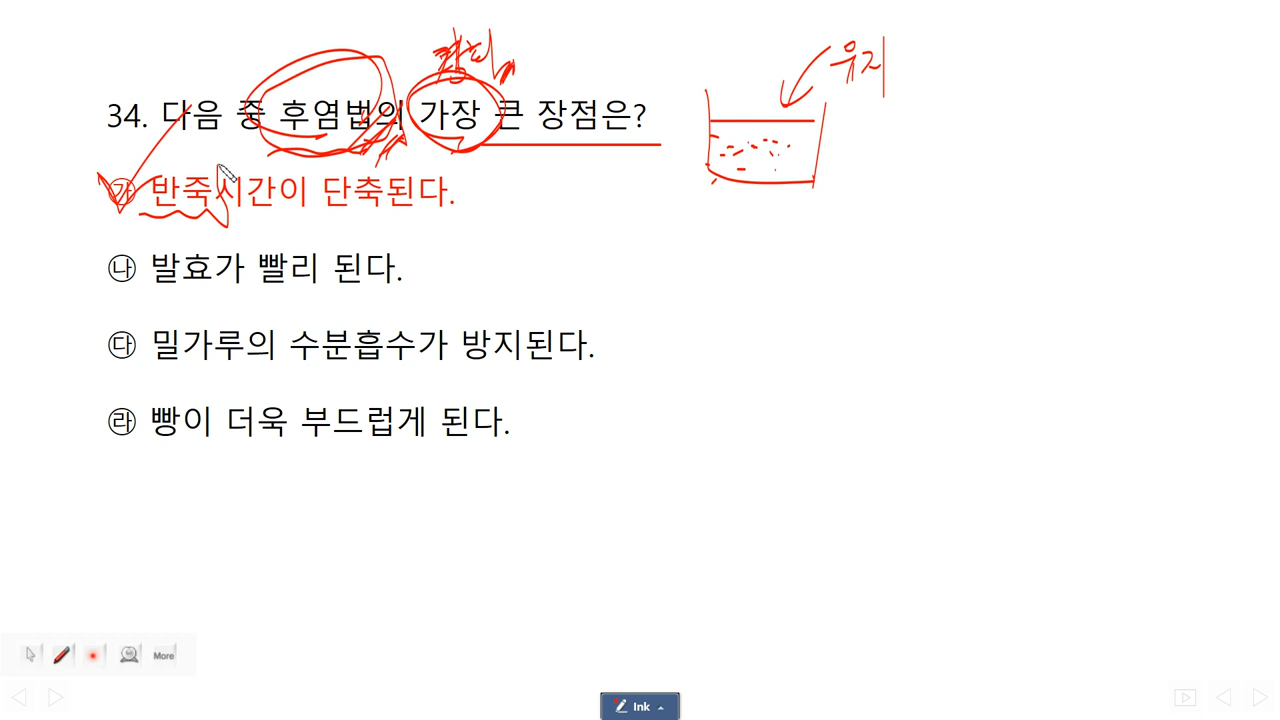 유지
34. 다음 중 후염법의 가장 큰 장점은?
㉮ 반죽시간이 단축된다.
㉯ 발효가 빨리 된다.
㉰ 밀가루의 수분흡수가 방지된다.
㉱ 빵이 더욱 부드럽게 된다.
More
Ink